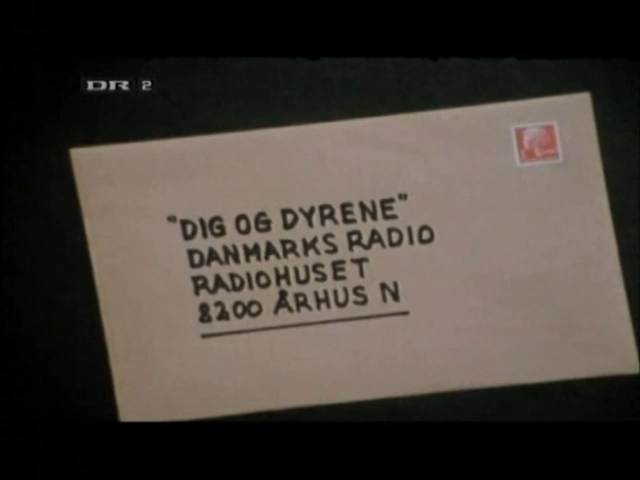 DR 2
"DIG OG DYRENE"
DANMARKS RADIO
RADIOHUSET
8200 ÅRHUS N